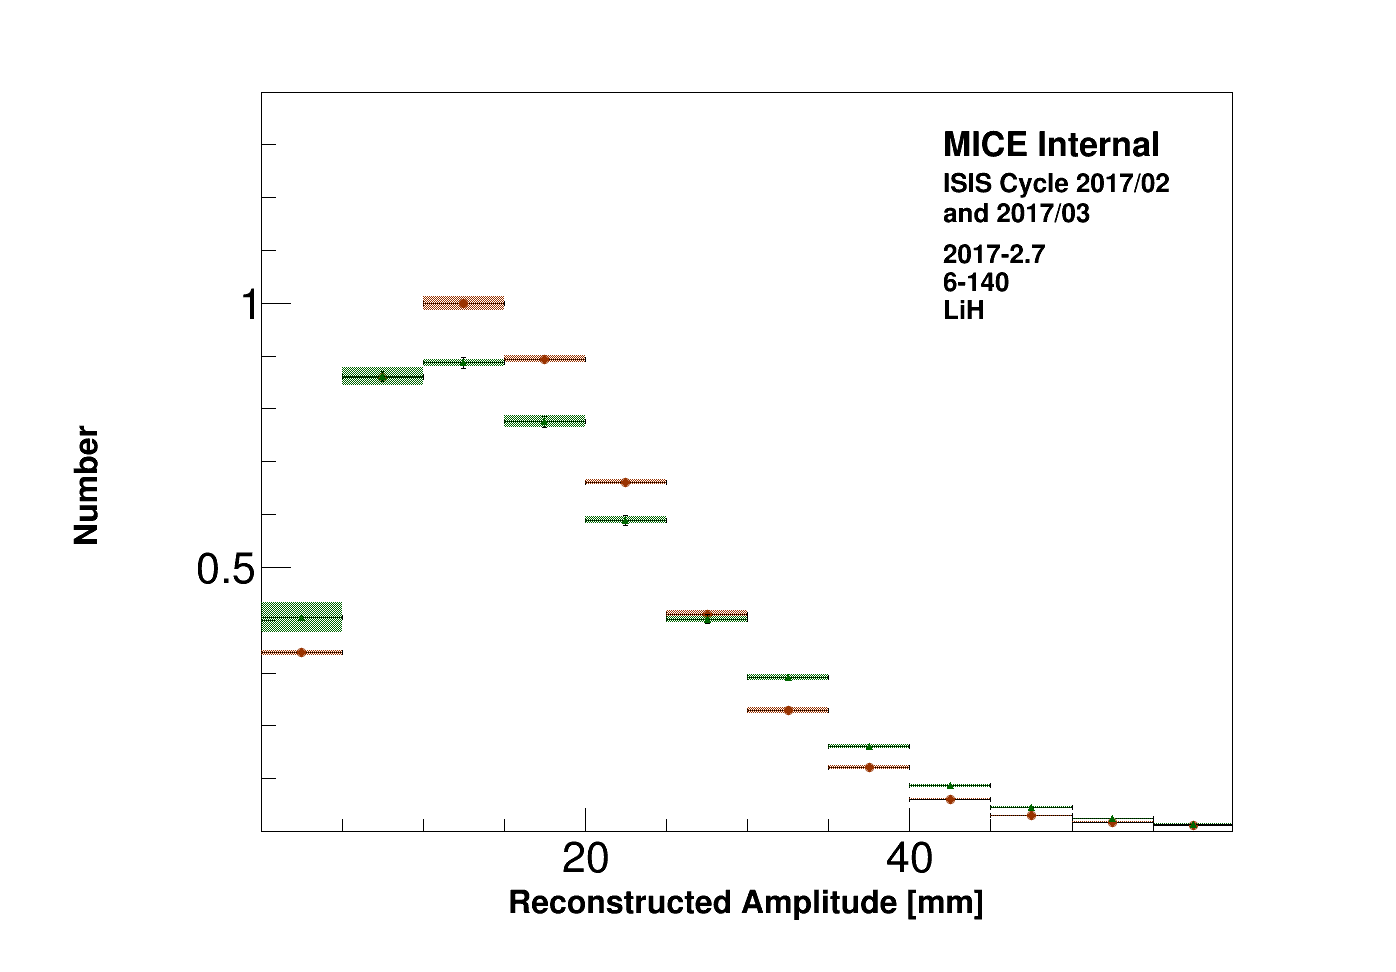 MICE Internal
ISIS Cycle 2017/02
and 2017/03
2017-2.7
6-140
LiH
1
0.5
Number
20 40
Reconstructed Amplitude [mm]